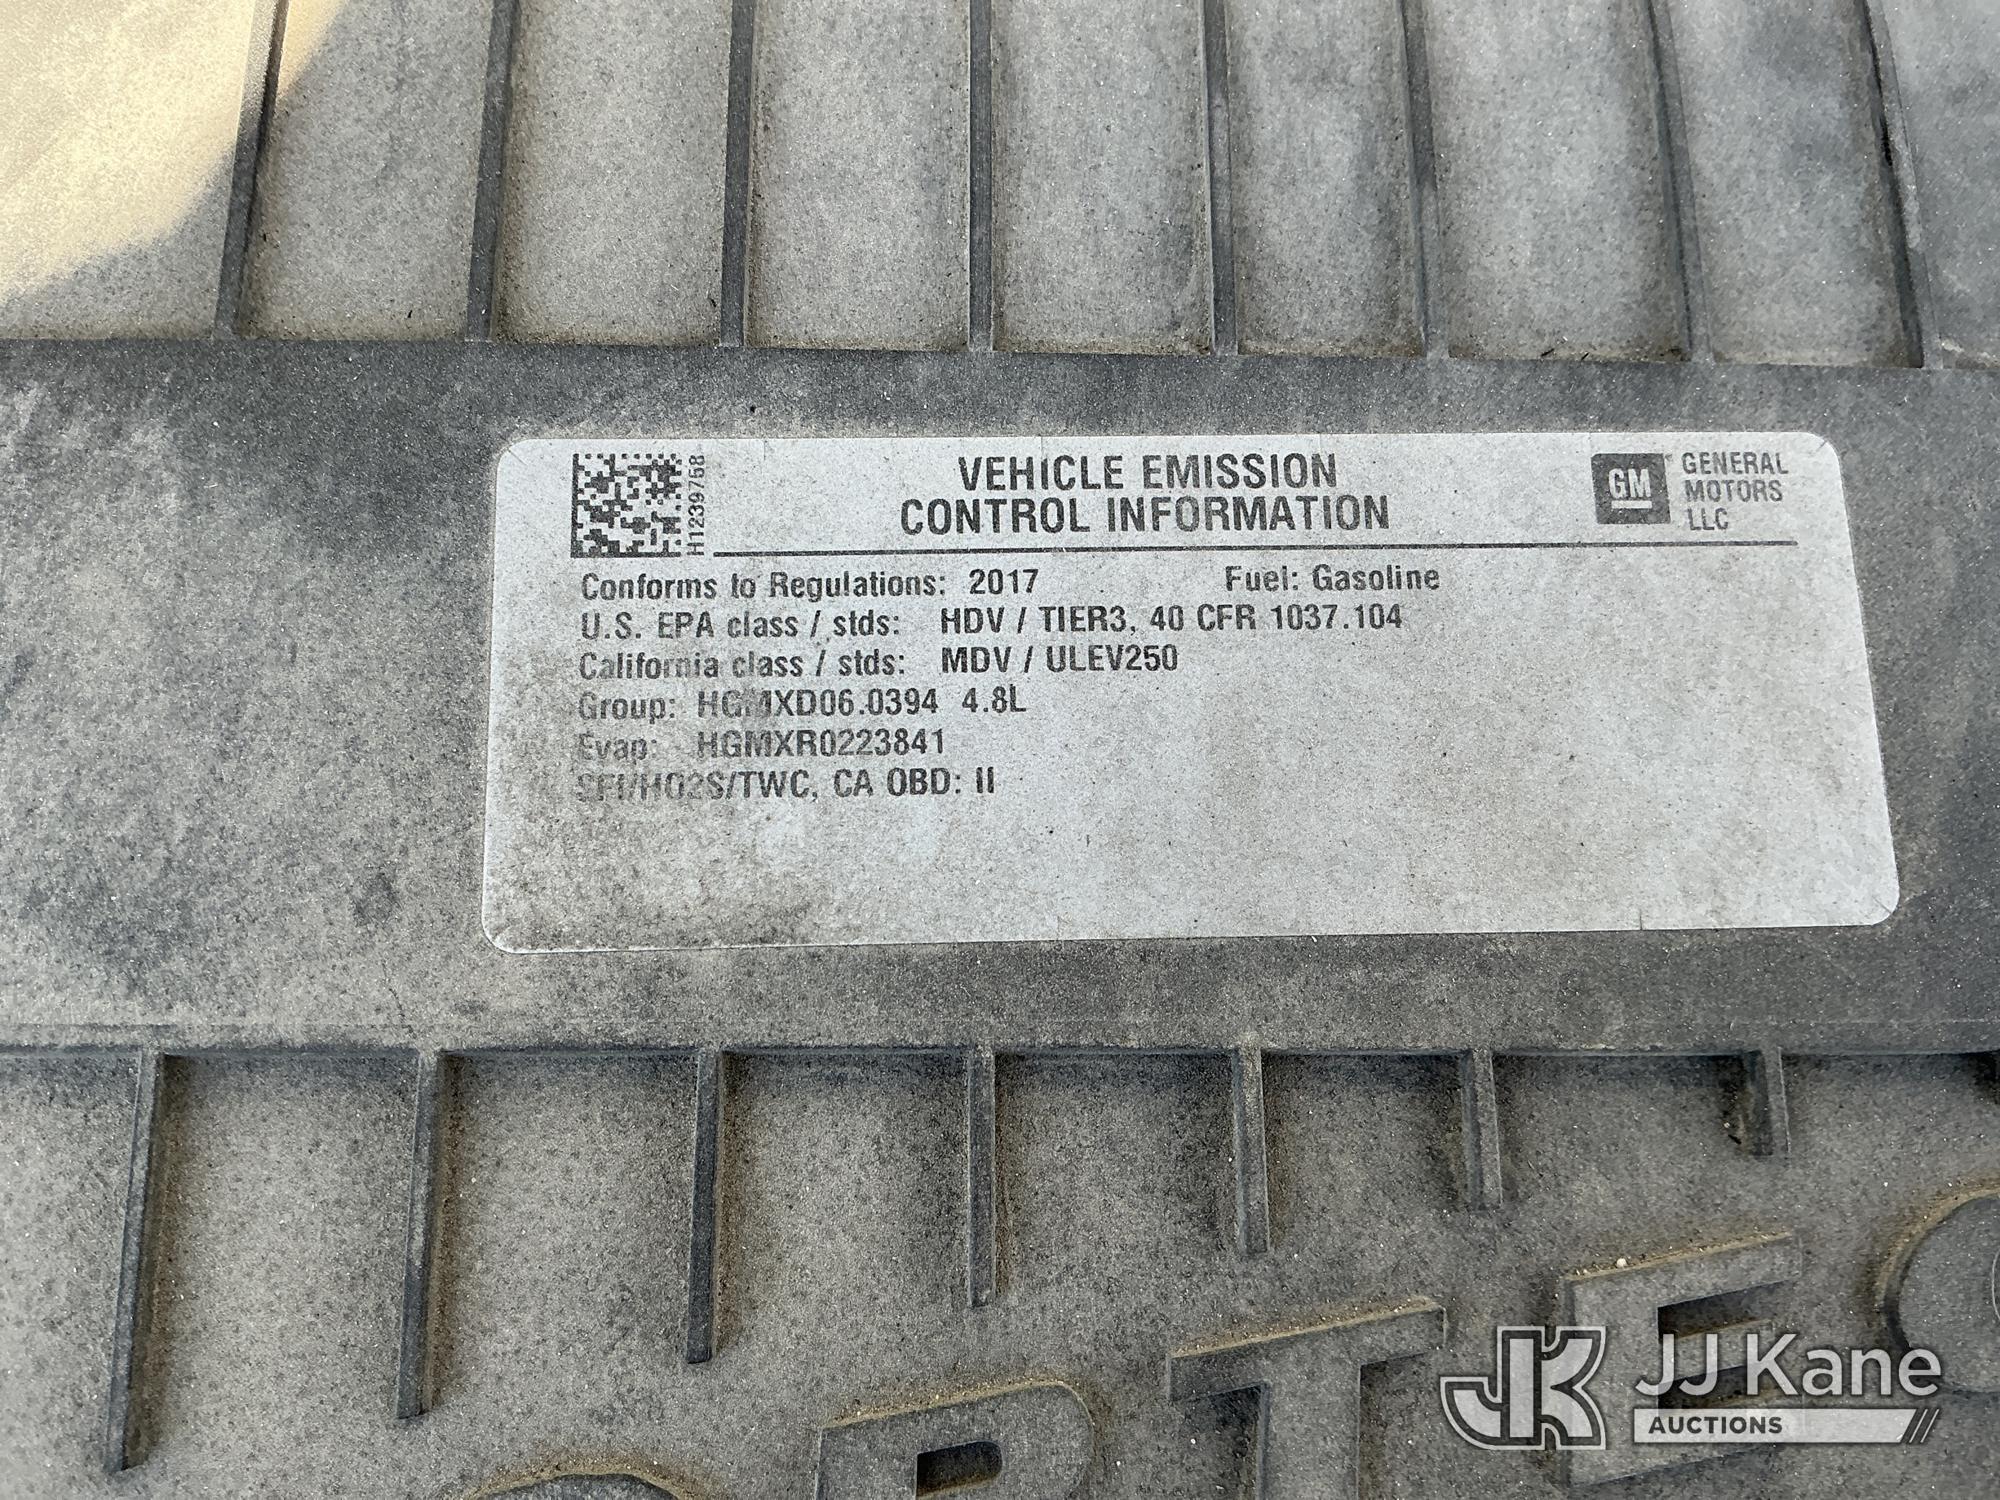 H1239758
VEHICLE EMISSION
CONTROL INFORMATION
GM
GENERAL
MOTORS
LLC
Conforms to Regulations: 2017 Fuel: Gasoline
U.S. EPA class / stds: HDV / TIER3, 40 CFR 1037.104
California class / stds: MDV / ULEV250
Group: HGMXD06.0394 4.8L
Evap: HGMXR0223841
SFI/HO2S/TWC, CA OBD: II
ORTEC
JK JJ Kane
AUCTIONS